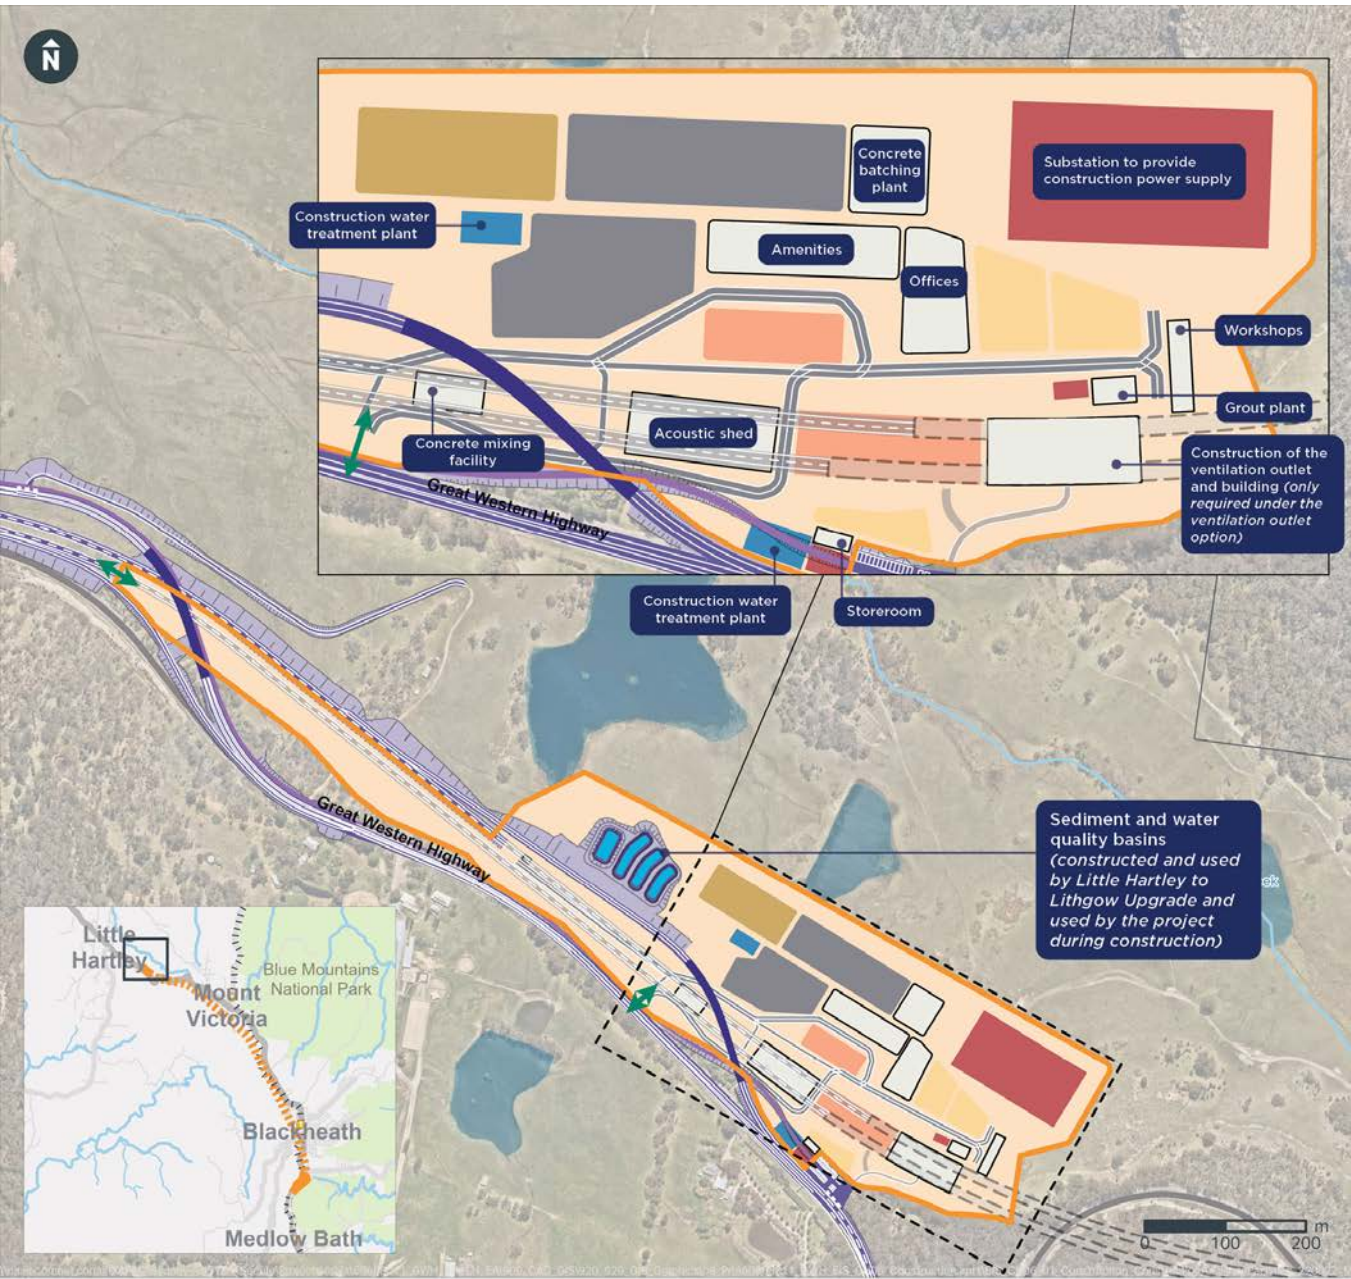 N
Concrete
batching
plant
Substation to provide
construction power supply
Construction water
treatment plant
Amenities
Offices
Workshops
Grout plant
Acoustic shed
Concrete mixing
facility
Construction of the
ventilation outlet
and building (only
required under the
ventilation outlet
option)
Great Western Highway
Construction water
treatment plant
Storeroom
Great Western Highway
Sediment and water
quality basins
(constructed and used
by Little Hartley to
Lithgow Upgrade and
used by the project
during construction)
Little
Hartley
Blue Mountains
National Park
Mount
Victoria
Blackheath
Medlow Bath
m
0 100 200